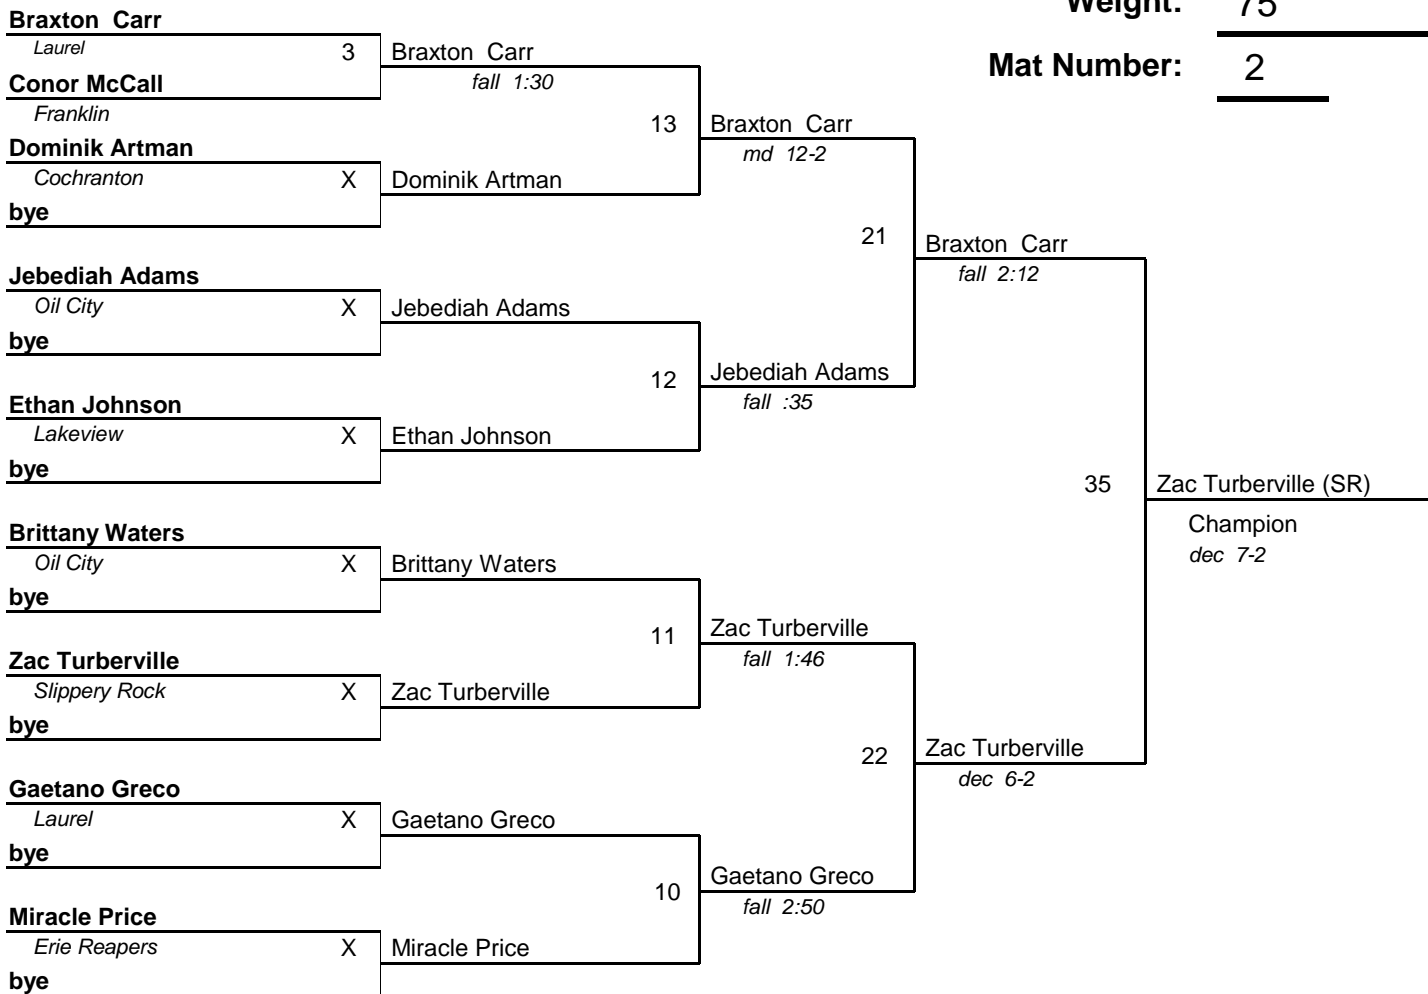 Weight: 75
Mat Number: 2
Braxton Carr
Laurel
3
Conor McCall
Franklin
Dominik Artman
Cochranton
X
bye
Jebediah Adams
Oil City
X
bye
Ethan Johnson
Lakeview
X
bye
Brittany Waters
Oil City
X
bye
Zac Turberville
Slippery Rock
X
bye
Gaetano Greco
Laurel
X
bye
Miracle Price
Erie Reapers
X
bye
Braxton Carr
fall 1:30
13
Dominik Artman
Jebediah Adams
12
Ethan Johnson
Brittany Waters
11
Zac Turberville
Gaetano Greco
10
Miracle Price
Braxton Carr
md 12-2
21
Jebediah Adams
fall :35
Zac Turberville
fall 1:46
22
Gaetano Greco
fall 2:50
Braxton Carr
fall 2:12
35
Zac Turberville
dec 6-2
Zac Turberville (SR)
Champion
dec 7-2